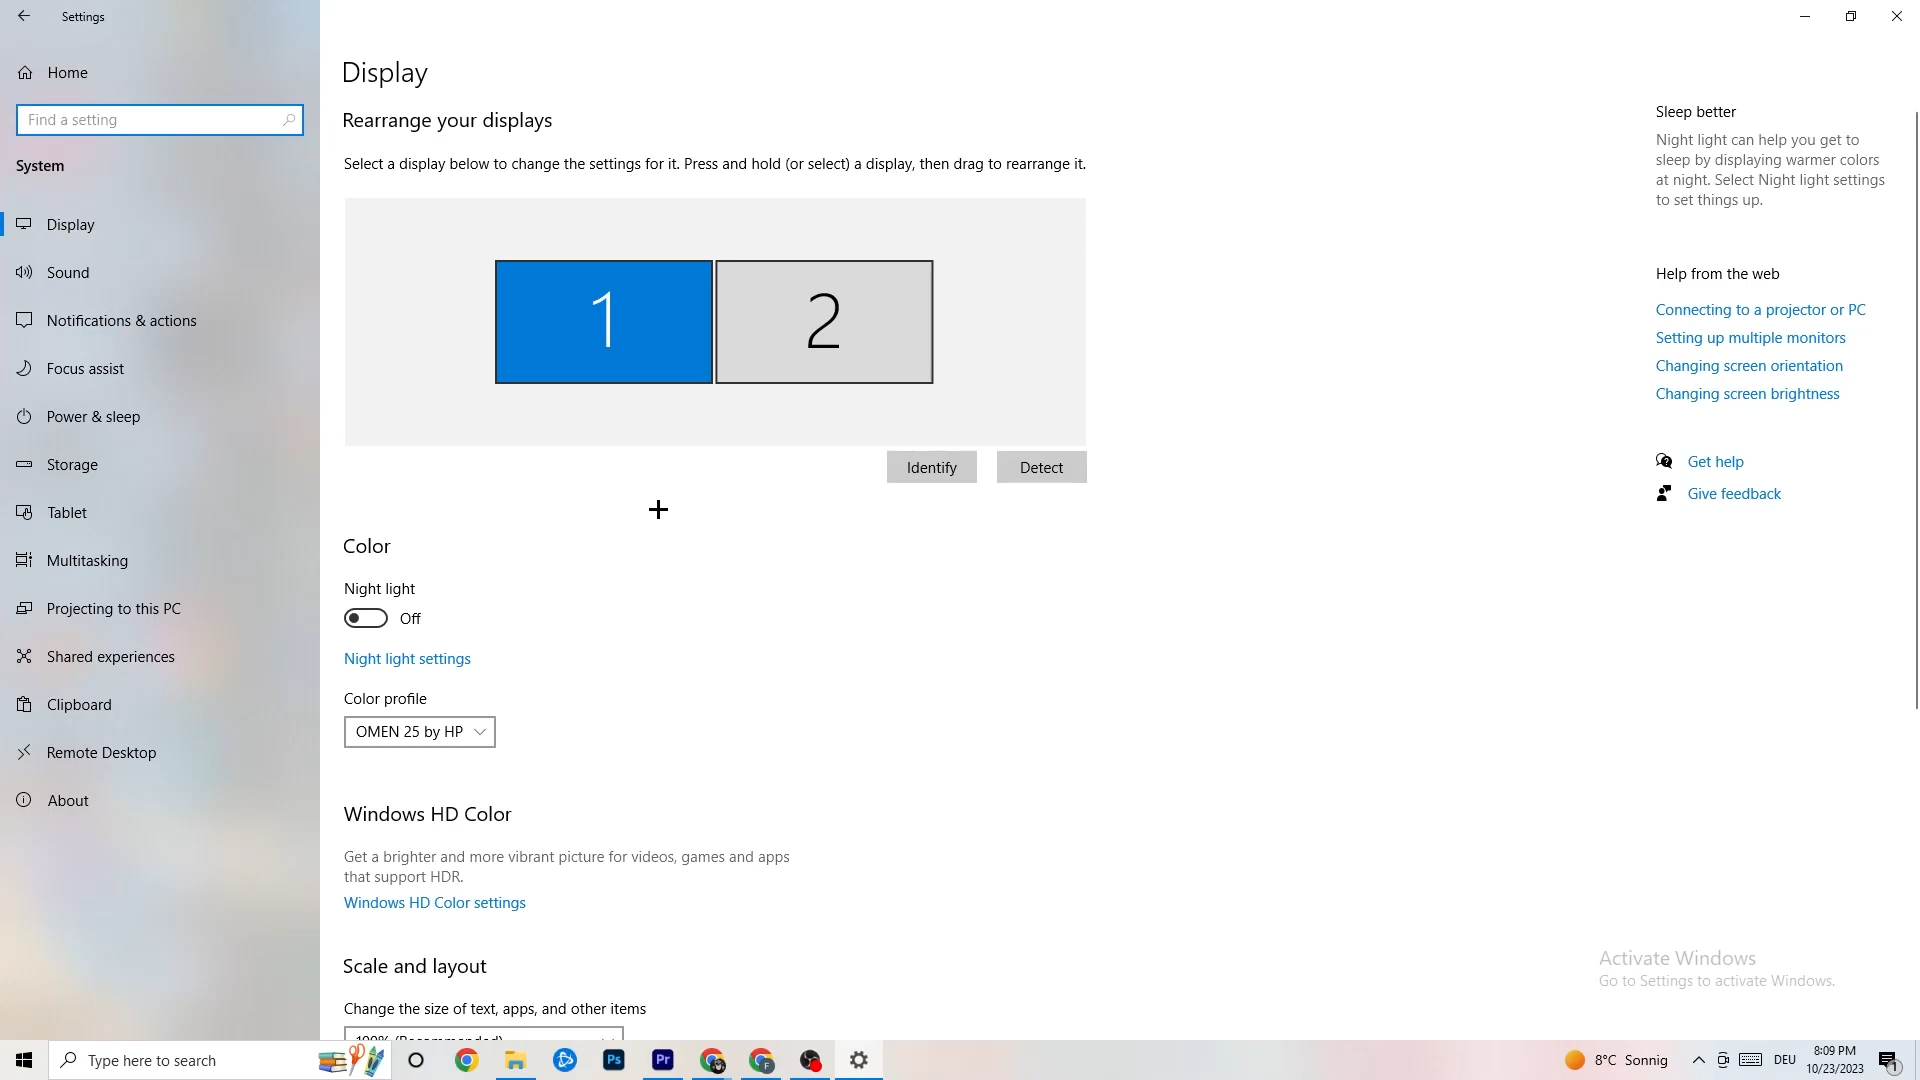 Settings
Home
Find a setting
System
Display
Sound
Notifications & actions
Focus assist
Power & sleep
Storage
Tablet
Multitasking
Projecting to this PC
Shared experiences
Clipboard
Remote Desktop
About
Display
Rearrange your displays
Select a display below to change the settings for it. Press and hold (or select) a display, then drag to rearrange it.
1
2
Identify
Detect
Color
Night light
Off
Night light settings
Color profile
OMEN 25 by HP
Windows HD Color
Get a brighter and more vibrant picture for videos, games and apps
that support HDR.
Windows HD Color settings
Scale and layout
Change the size of text, apps, and other items
100% (Recommended)
Sleep better
Night light can help you get to
sleep by displaying warmer colors
at night. Select Night light settings
to set things up.
Help from the web
Connecting to a projector or PC
Setting up multiple monitors
Changing screen orientation
Changing screen brightness
Get help
Give feedback
Activate Windows
Go to Settings to activate Windows.
Type here to search
Ps
Pr
F
8°C Sonnig
DEU
8:09 PM
10/23/2023
1